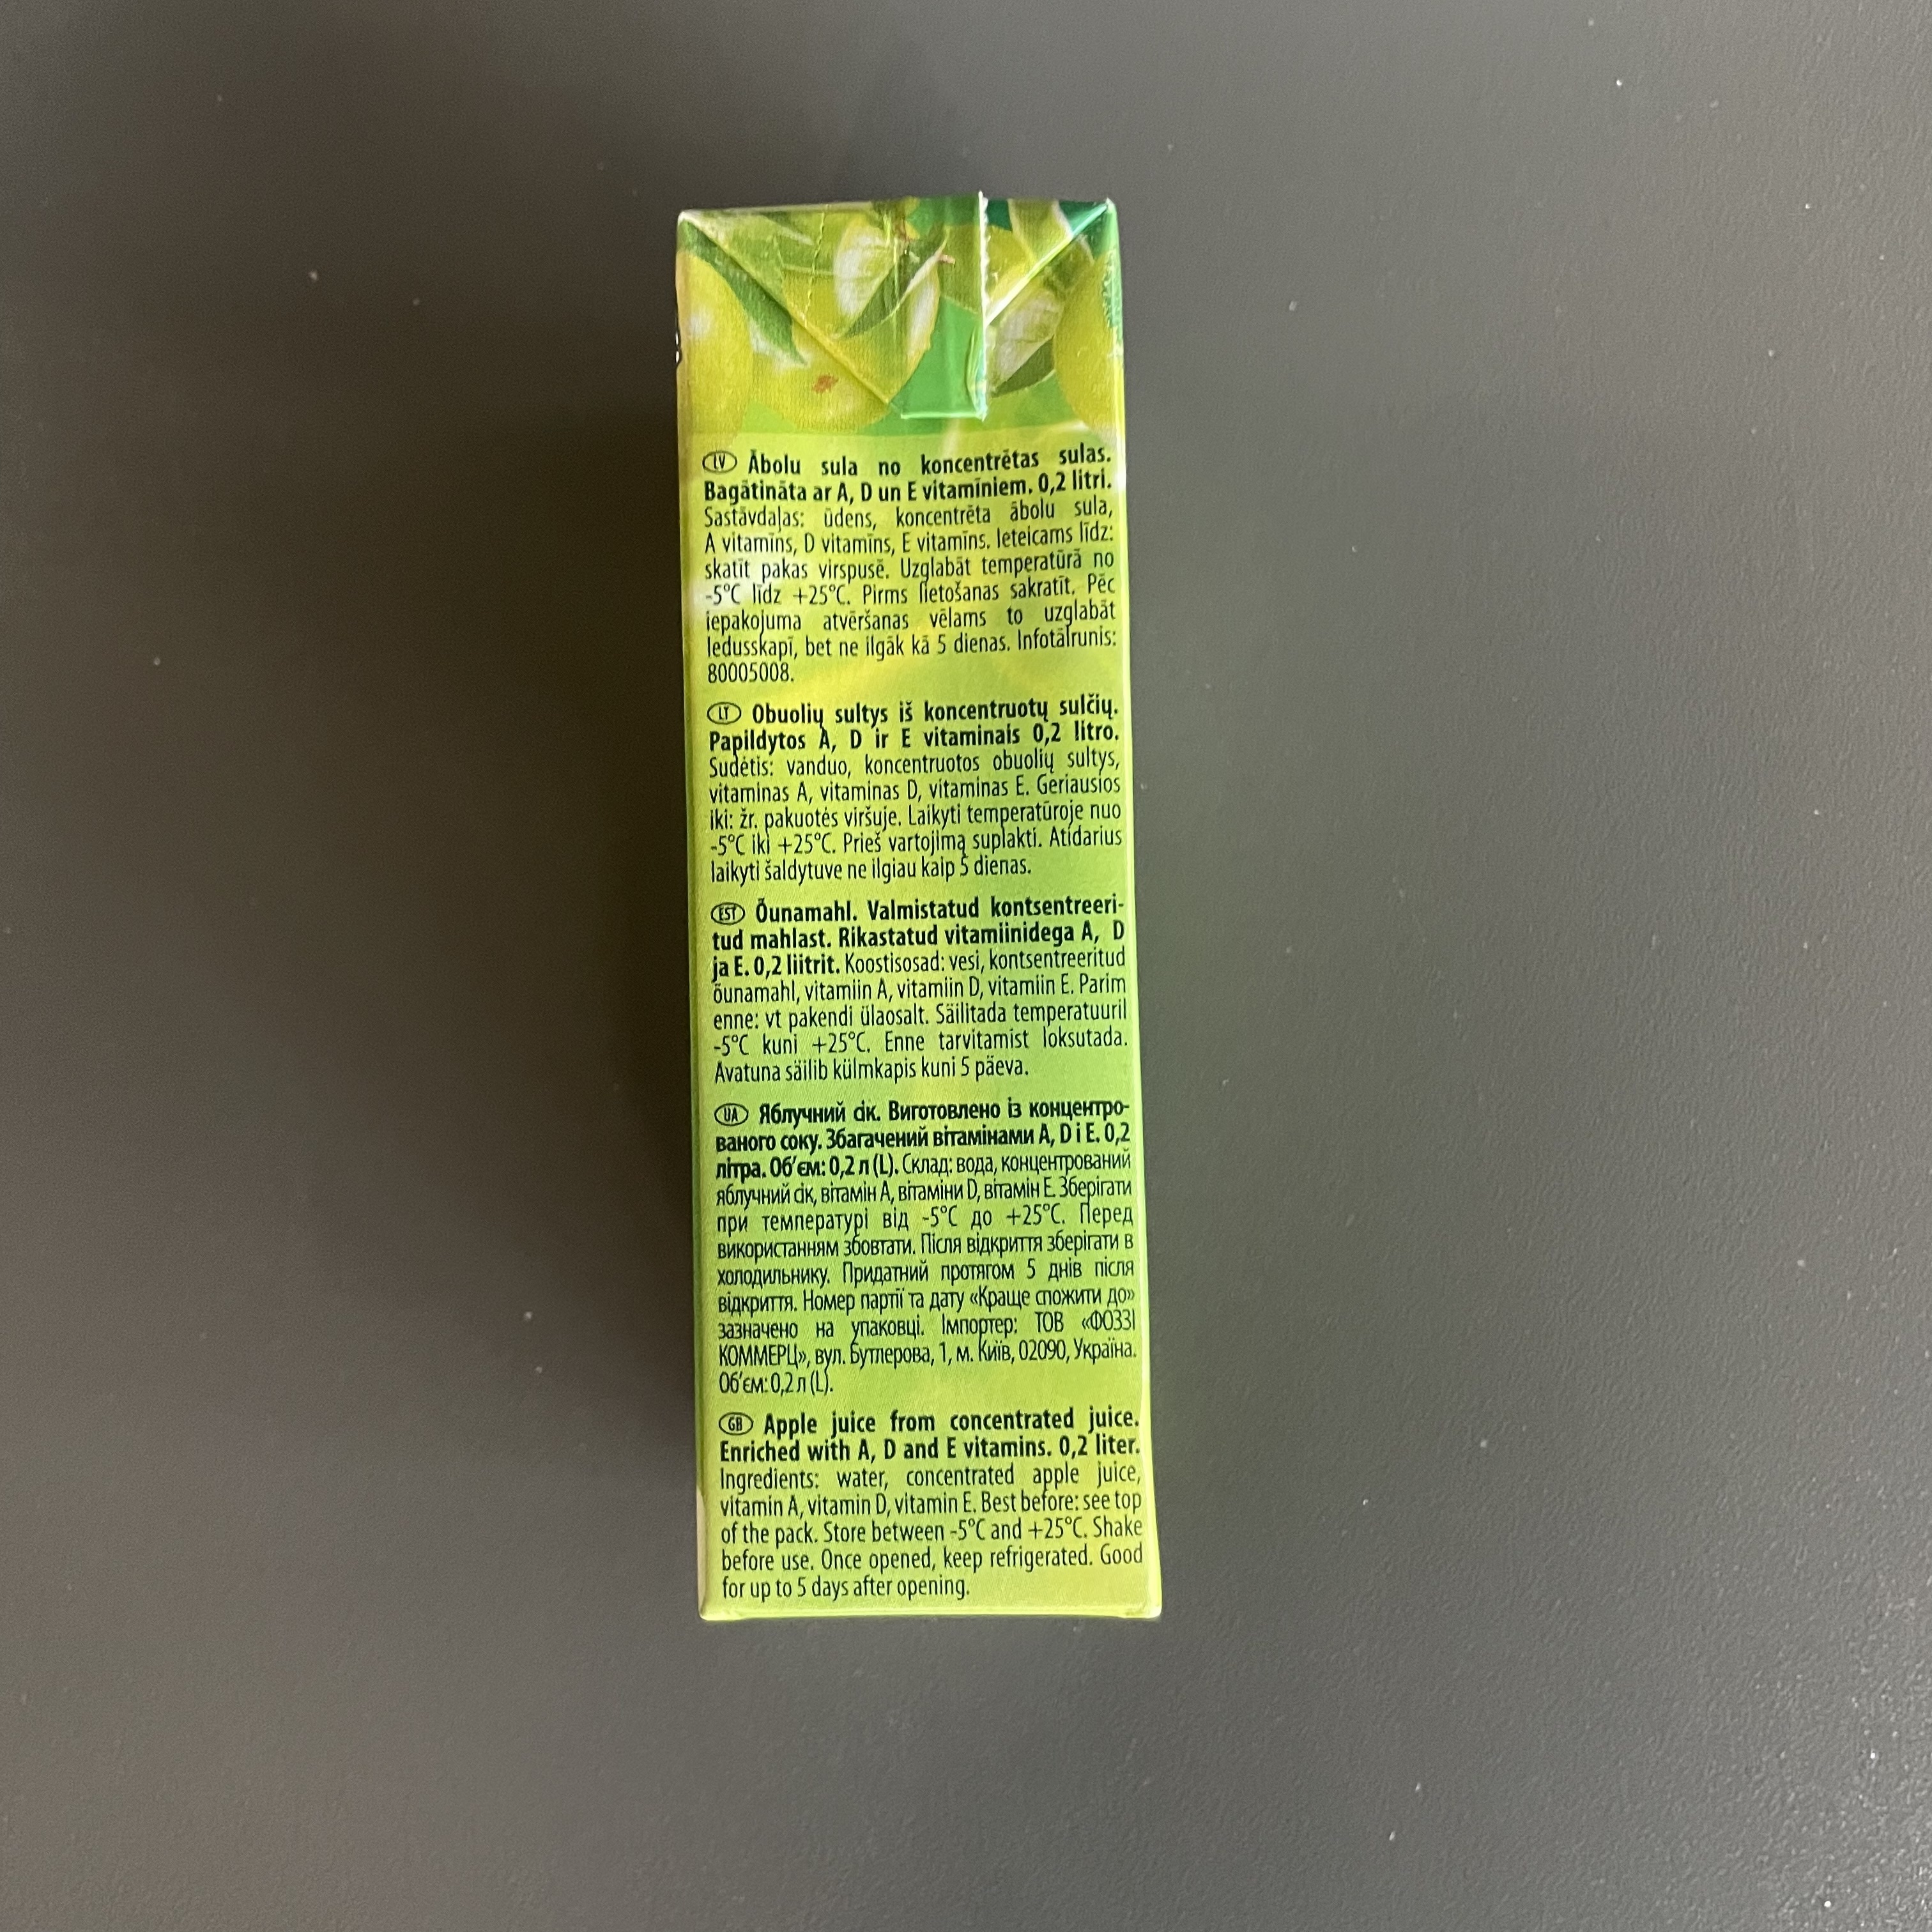 LV Ābolu sula no koncentrētas sulas.
Bagātināta ar A, D un E vitamīniem. 0,2 litri.
Sastāvdaļas: ūdens, koncentrēta ābolu sula,
A vitamīns, D vitamīns, E vitamīns. Ieteicams līdz:
skatīt pakas virspusē. Uzglabāt temperatūrā no
-5°C līdz +25°C. Pirms lietošanas sakratīt. Pēc
iepakojuma atvēršanas vēlams to uzglabāt
ledusskapī, bet ne ilgāk kā 5 dienas. Infotālrunis:
80005008.
LT Obuolių sultys iš koncentruotų sulčių.
Papildytos A, D ir E vitaminais 0,2 litro.
Sudėtis: vanduo, koncentruotos obuolių sultys,
vitaminas A, vitaminas D, vitaminas E. Geriausios
iki: žr. pakuotės viršuje. Laikyti temperatūroje nuo
-5°C iki +25°C. Prieš vartojimą suplakti. Atidarius
laikyti šaldytuve ne ilgiau kaip 5 dienas.
EST Õunamahl. Valmistatud kontsentreeri-
tud mahlast. Rikastatud vitamiinidega A, D
ja E. 0,2 liitrit. Koostisosad: vesi, kontsentreeritud
õunamahl, vitamiin A, vitamiin D, vitamiin E. Parim
enne: vt pakendi ülaosalt. Säilitada temperatuuril
-5°C kuni +25°C. Enne tarvitamist loksutada.
Avatuna säilib külmkapis kuni 5 päeva.
UA Яблучний сік. Виготовлено із концентро-
ваного соку. Збагачений вітамінами A, D і E. 0,2
літра. Об'єм: 0,2 л (L). Склад: вода, концентрований
яблучний сік, вітамін A, вітаміни D, вітамін E. Зберігати
при температурі від -5°C до +25°C. Перед
використанням збовтати. Після відкриття зберігати в
холодильнику. Придатний протягом 5 днів після
відкриття. Номер партії та дату «Краще спожити до»
зазначено на упаковці. Імпортер: ТОВ «ФОЗЗІ
КОММЕРЦ», вул. Бутлерова, 1, м. Київ, 02090, Україна.
Об'єм: 0,2 л (L).
GB Apple juice from concentrated juice.
Enriched with A, D and E vitamins. 0,2 liter.
Ingredients: water, concentrated apple juice,
vitamin A, vitamin D, vitamin E. Best before: see top
of the pack. Store between -5°C and +25°C. Shake
before use. Once opened, keep refrigerated. Good
for up to 5 days after opening.